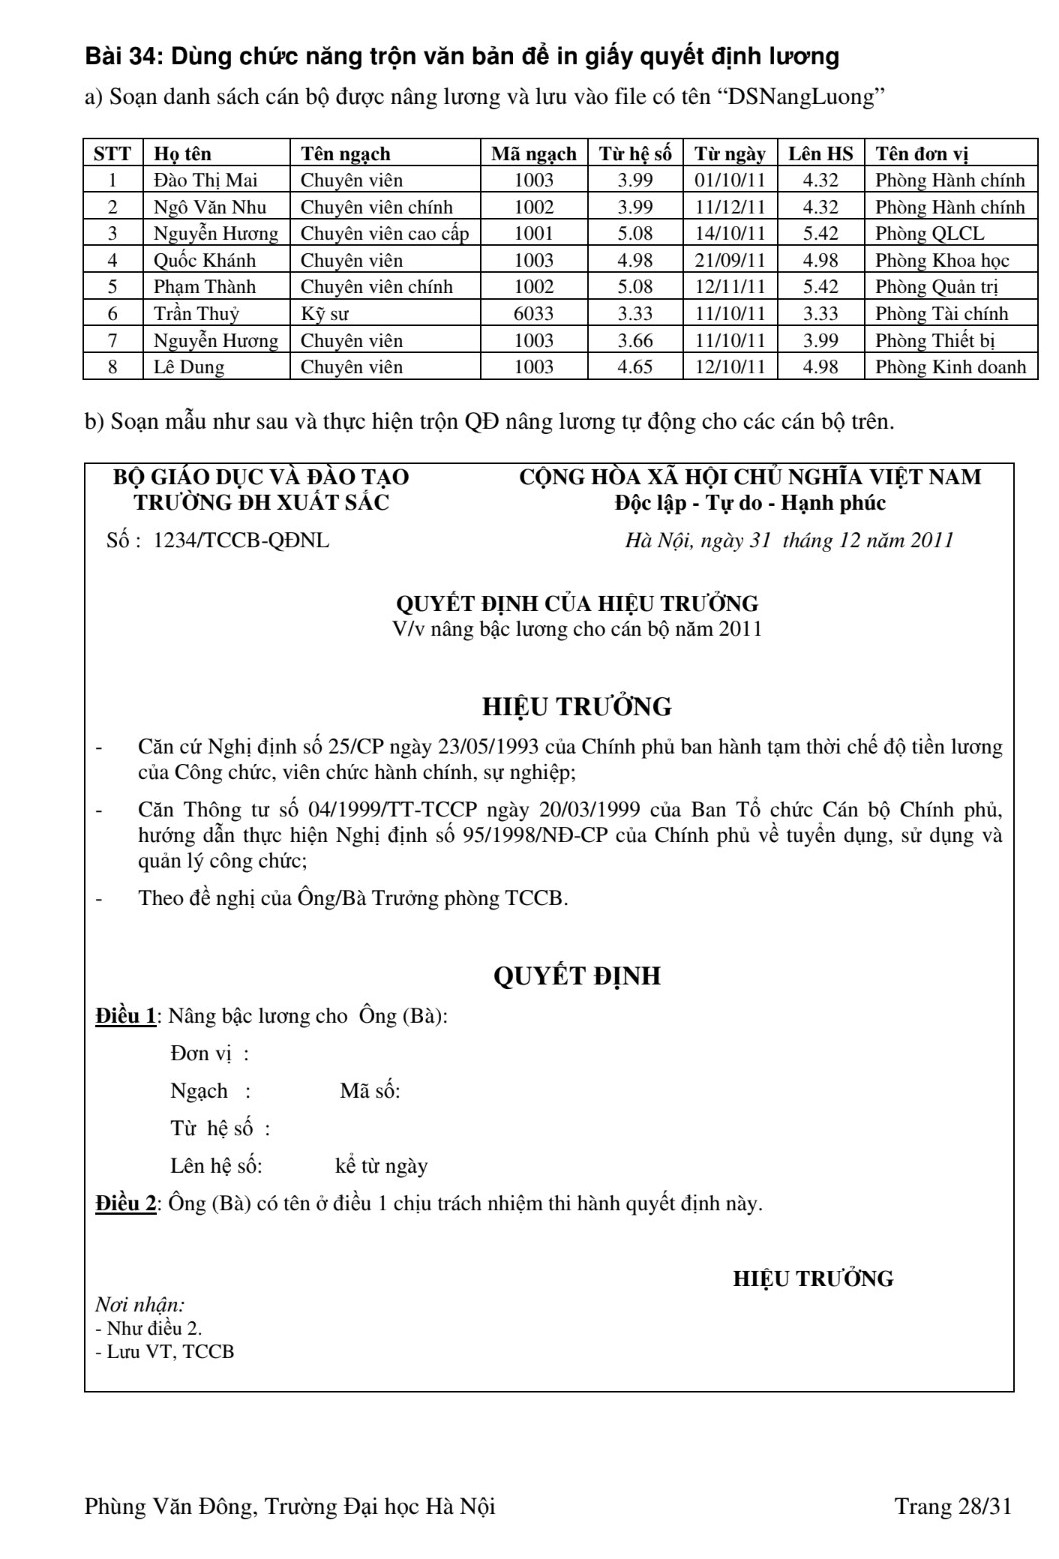 Bài 34: Dùng chức năng trộn văn bản để in giấy quyết định lương
a) Soạn danh sách cán bộ được nâng lương và lưu vào file có tên “DSNangLuong”
STT Họ tên Tên ngạch Mã ngạch Từ hệ số Từ ngày Lên HS Tên đơn vị
1 Đào Thị Mai Chuyên viên 1003 3.99 01/10/11 4.32 Phòng Hành chính
2 Ngô Văn Nhu Chuyên viên chính 1002 3.99 11/12/11 4.32 Phòng Hành chính
3 Nguyễn Hương Chuyên viên cao cấp 1001 5.08 14/10/11 5.42 Phòng QLCL
4 Quốc Khánh Chuyên viên 1003 4.98 21/09/11 4.98 Phòng Khoa học
5 Phạm Thành Chuyên viên chính 1002 5.08 12/11/11 5.42 Phòng Quản trị
6 Trần Thuỷ Kỹ sư 6033 3.33 11/10/11 3.33 Phòng Tài chính
7 Nguyễn Hương Chuyên viên 1003 3.66 11/10/11 3.99 Phòng Thiết bị
8 Lê Dung Chuyên viên 1003 4.65 12/10/11 4.98 Phòng Kinh doanh
b) Soạn mẫu như sau và thực hiện trộn QĐ nâng lương tự động cho các cán bộ trên.
BỘ GIÁO DỤC VÀ ĐÀO TẠO CỘNG HÒA XÃ HỘI CHỦ NGHĨA VIỆT NAM
TRƯỜNG ĐH XUẤT SẮC Độc lập - Tự do - Hạnh phúc
Số : 1234/TCCB-QĐNL Hà Nội, ngày 31 tháng 12 năm 2011
QUYẾT ĐỊNH CỦA HIỆU TRƯỞNG
V/v nâng bậc lương cho cán bộ năm 2011
HIỆU TRƯỞNG
- Căn cứ Nghị định số 25/CP ngày 23/05/1993 của Chính phủ ban hành tạm thời chế độ tiền lương
của Công chức, viên chức hành chính, sự nghiệp;
- Căn Thông tư số 04/1999/TT-TCCP ngày 20/03/1999 của Ban Tổ chức Cán bộ Chính phủ,
hướng dẫn thực hiện Nghị định số 95/1998/NĐ-CP của Chính phủ về tuyển dụng, sử dụng và
quản lý công chức;
- Theo đề nghị của Ông/Bà Trưởng phòng TCCB.
QUYẾT ĐỊNH
Điều 1: Nâng bậc lương cho Ông (Bà):
Đơn vị :
Ngạch : Mã số:
Từ hệ số :
Lên hệ số: kể từ ngày
Điều 2: Ông (Bà) có tên ở điều 1 chịu trách nhiệm thi hành quyết định này.
HIỆU TRƯỞNG
Nơi nhận:
- Như điều 2.
- Lưu VT, TCCB
Phùng Văn Đông, Trường Đại học Hà Nội Trang 28/31